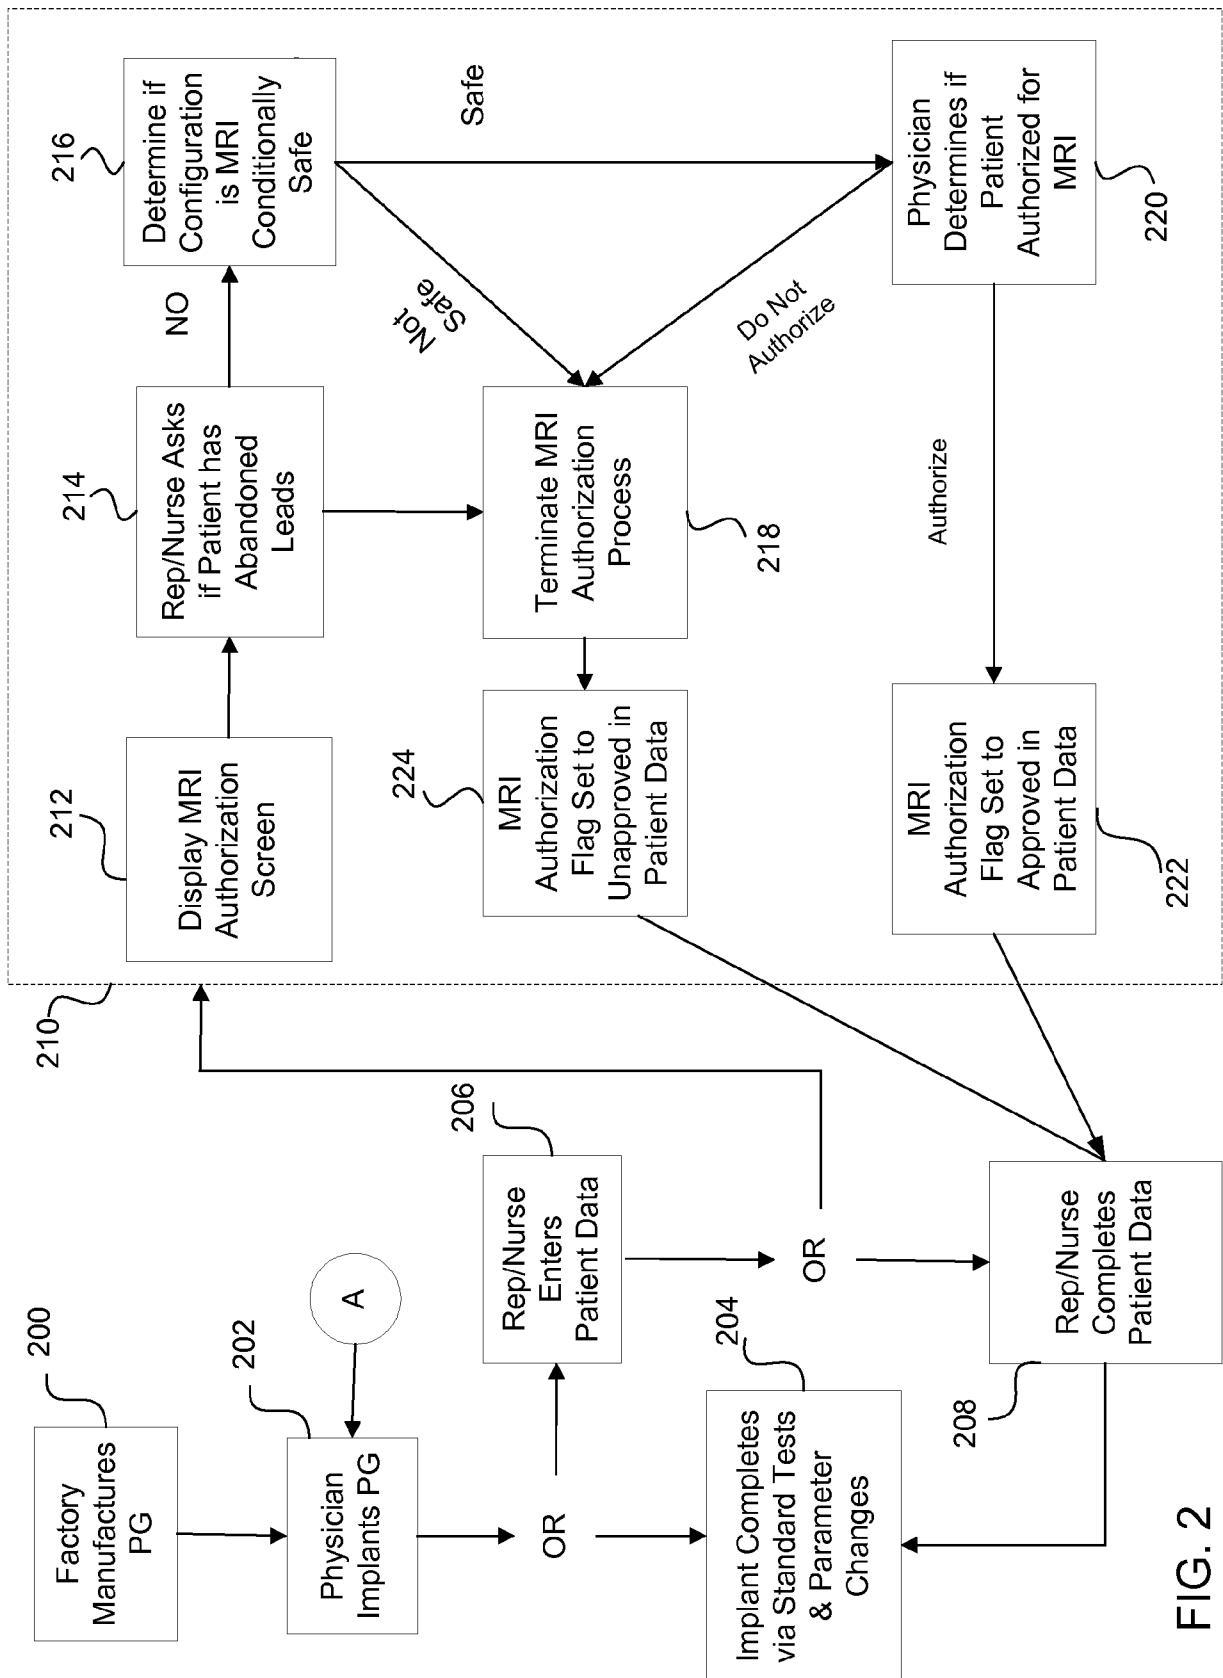 200
Factory
Manufactures
PG
202
Physician
Implants PG
A
OR
204
Implant Completes
via Standard Tests
& Parameter
Changes
206
Rep/Nurse
Enters
Patient Data
OR
208
Rep/Nurse
Completes
Patient Data
210
212
Display MRI
Authorization
Screen
214
Rep/Nurse Asks
if Patient has
Abandoned
Leads
NO
216
Determine if
Configuration
is MRI
Conditionally
Safe
Not
Safe
Safe
218
Terminate MRI
Authorization
Process
224
MRI
Authorization
Flag Set to
Unapproved in
Patient Data
Do Not
Authorize
220
Physician
Determines if
Patient
Authorized for
MRI
Authorize
222
MRI
Authorization
Flag Set to
Approved in
Patient Data
FIG. 2